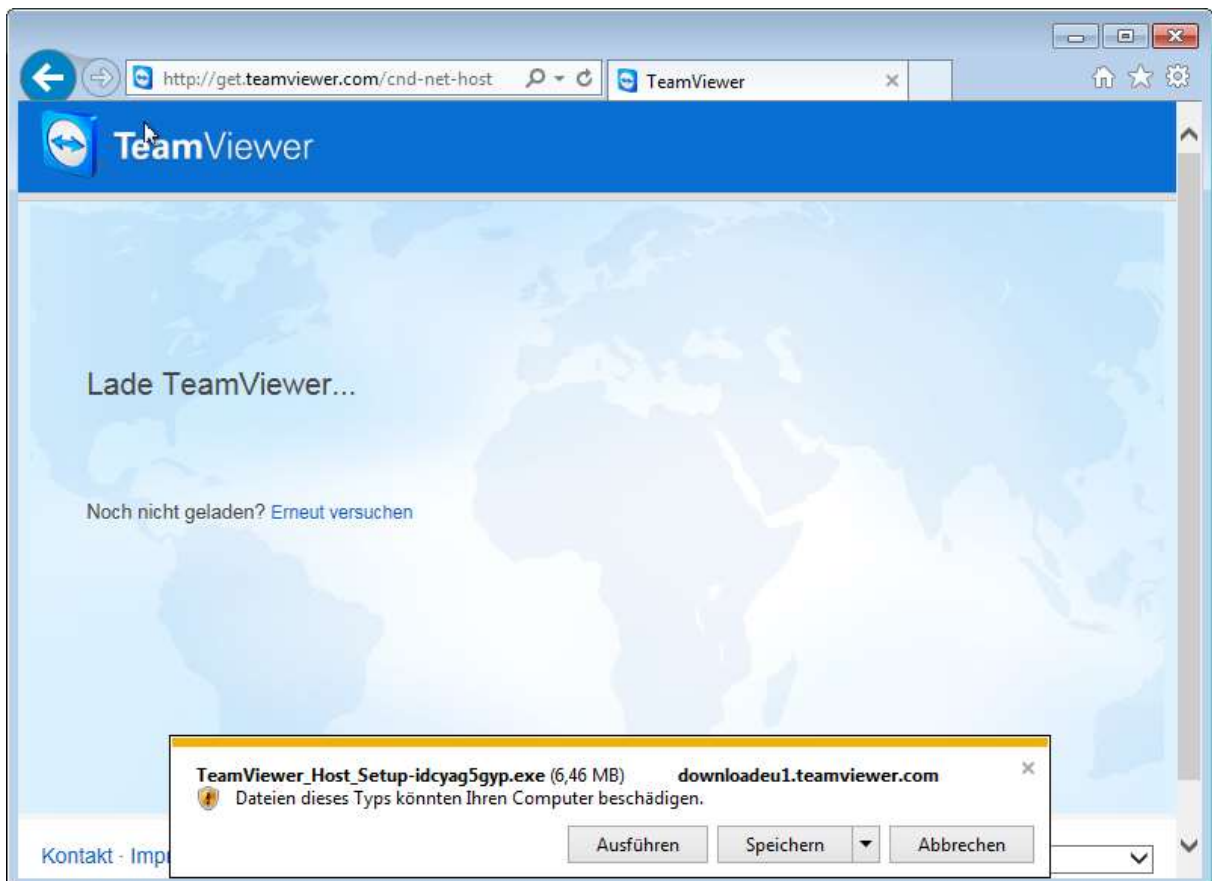 http://get.teamviewer.com/cnd-net-host
TeamViewer
TeamViewer
Lade TeamViewer...
Noch nicht geladen? Erneut versuchen
TeamViewer_Host_Setup-idcyag5gyp.exe (6,46 MB) downloadeu1.teamviewer.com
Dateien dieses Typs könnten Ihren Computer beschädigen.
Ausführen Speichern Abbrechen
Kontakt · Imp